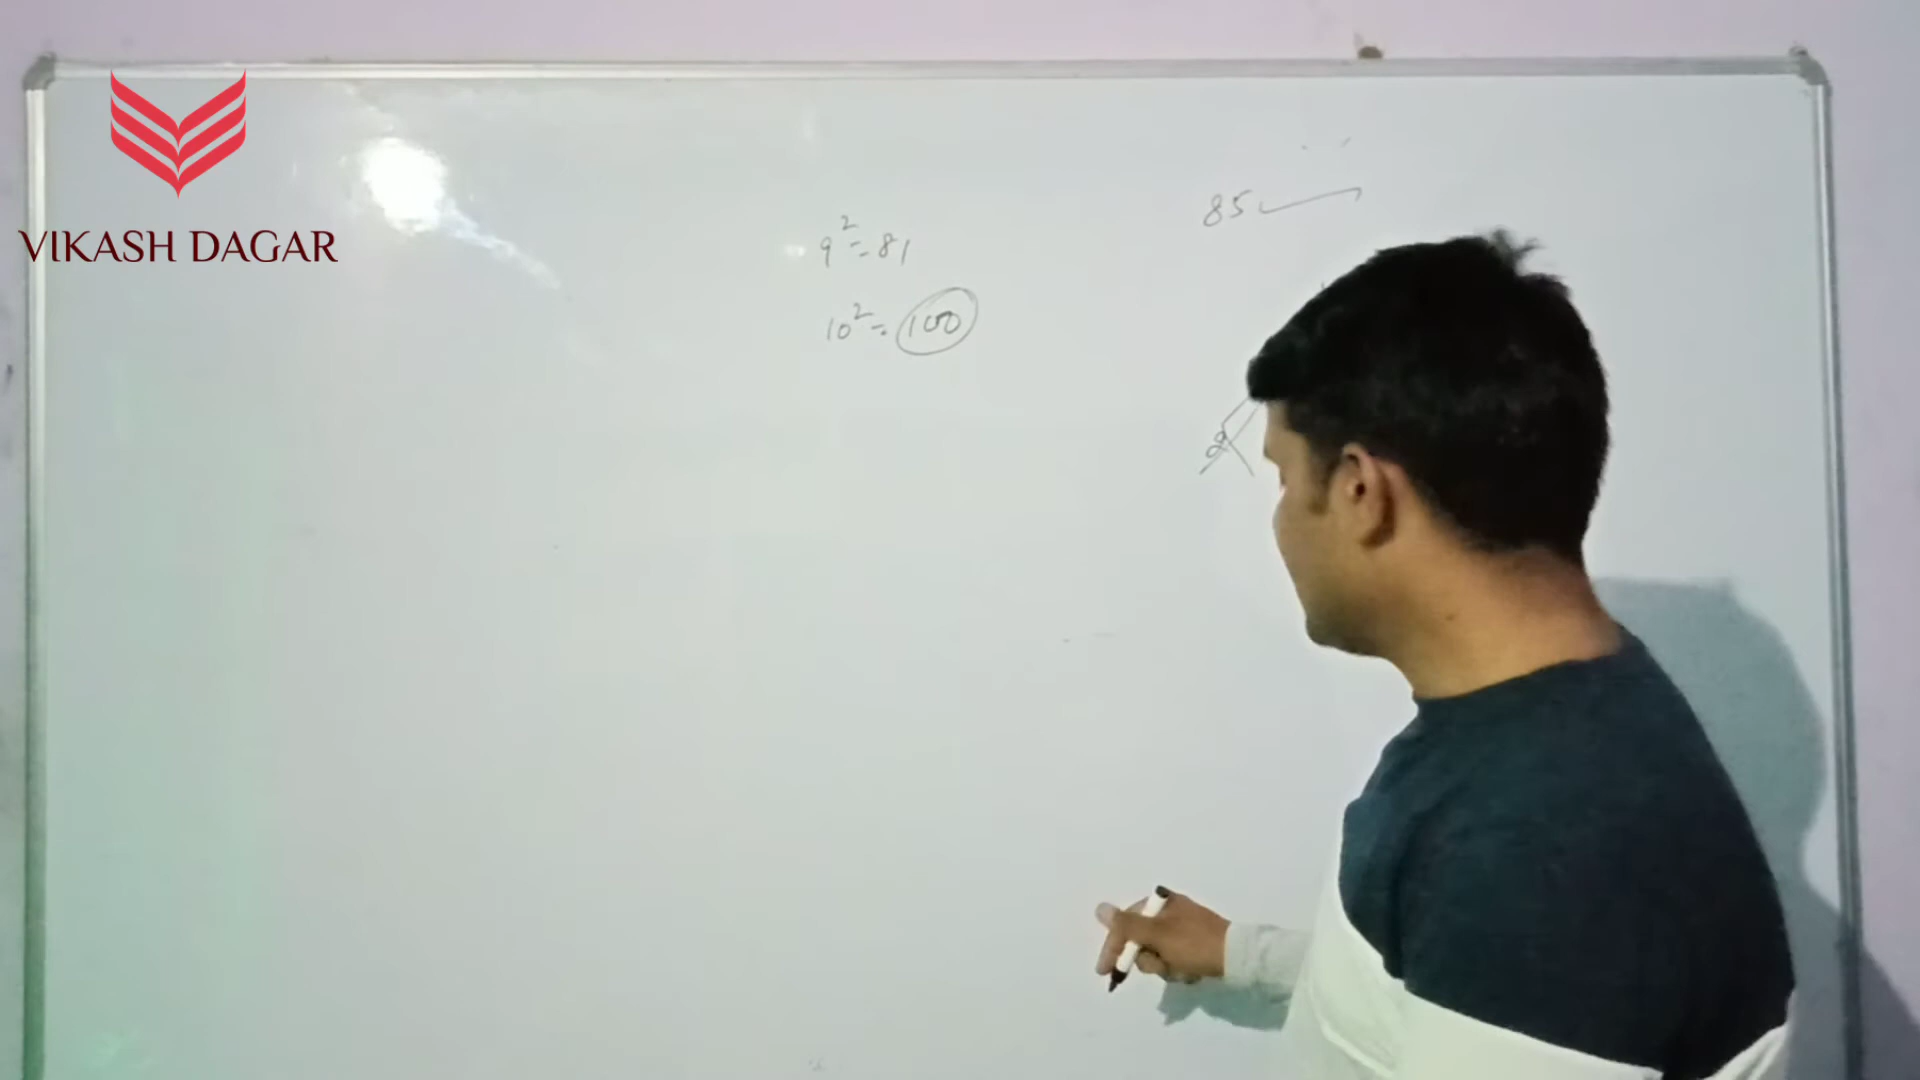 VIKASH DAGAR
9² = 81
10² = 100
85